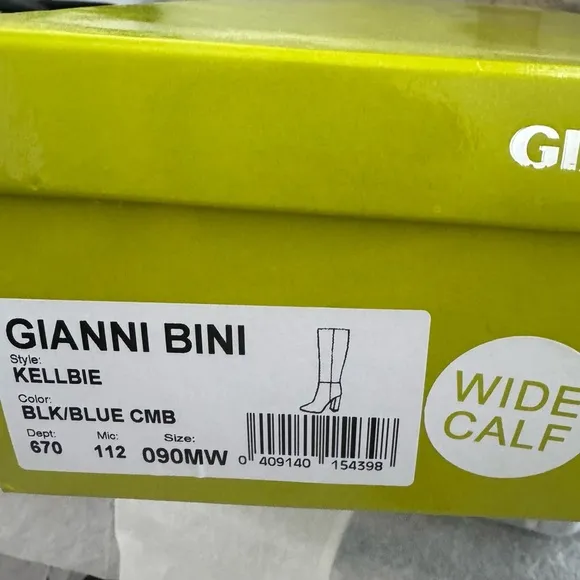 GI
GIANNI BINI
Style:
KELLBIE
Color:
BLK/BLUE CMB
Dept: Mic: Size:
670 112 090MW
0 409140 154398
WIDE
CALF